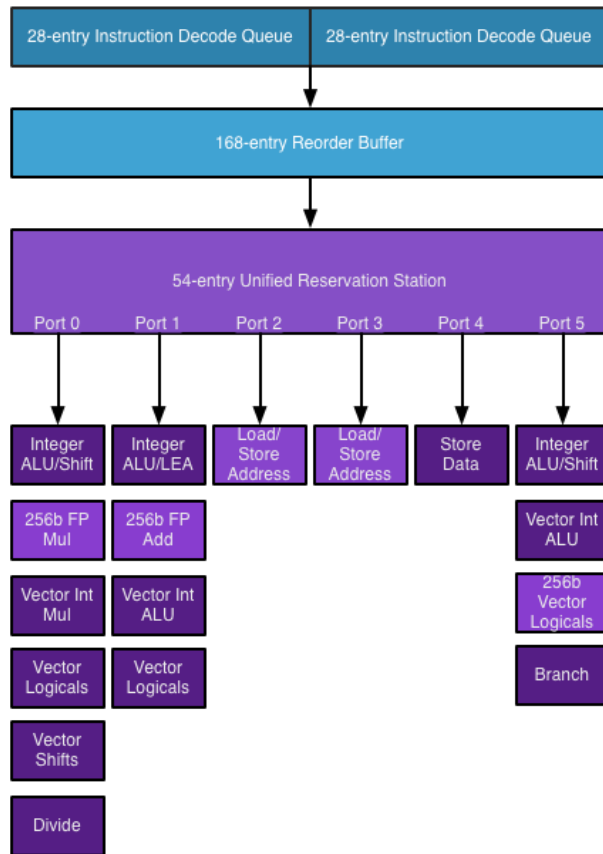 28-entry Instruction Decode Queue 28-entry Instruction Decode Queue
168-entry Reorder Buffer
54-entry Unified Reservation Station
Port 0 Port 1 Port 2 Port 3 Port 4 Port 5
Integer
ALU/Shift
Integer
ALU/LEA
Load/
Store
Address
Load/
Store
Address
Store
Data
Integer
ALU/Shift
256b FP
Mul
256b FP
Add
Vector Int
ALU
Vector Int
Mul
Vector Int
ALU
256b
Vector
Logicals
Vector
Logicals
Vector
Logicals
Branch
Vector
Shifts
Divide